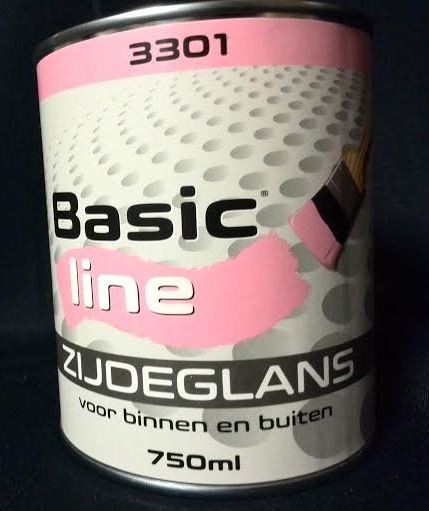 3301
Basic®
line
ZIJDEGLANS
voor binnen en buiten
750ml